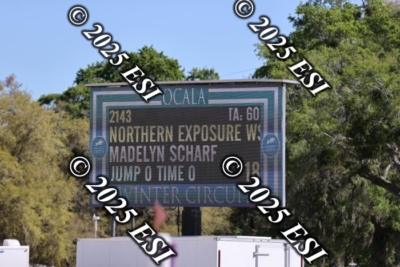 OCALA
2143 TA: 60
NORTHERN EXPOSURE WS
MADELYN SCHARF
JUMP 0 TIME 0 18
WINTER CIRCUIT
© 2025 ESI
© 2025 ESI
© 2025 ESI
© 2025 ESI